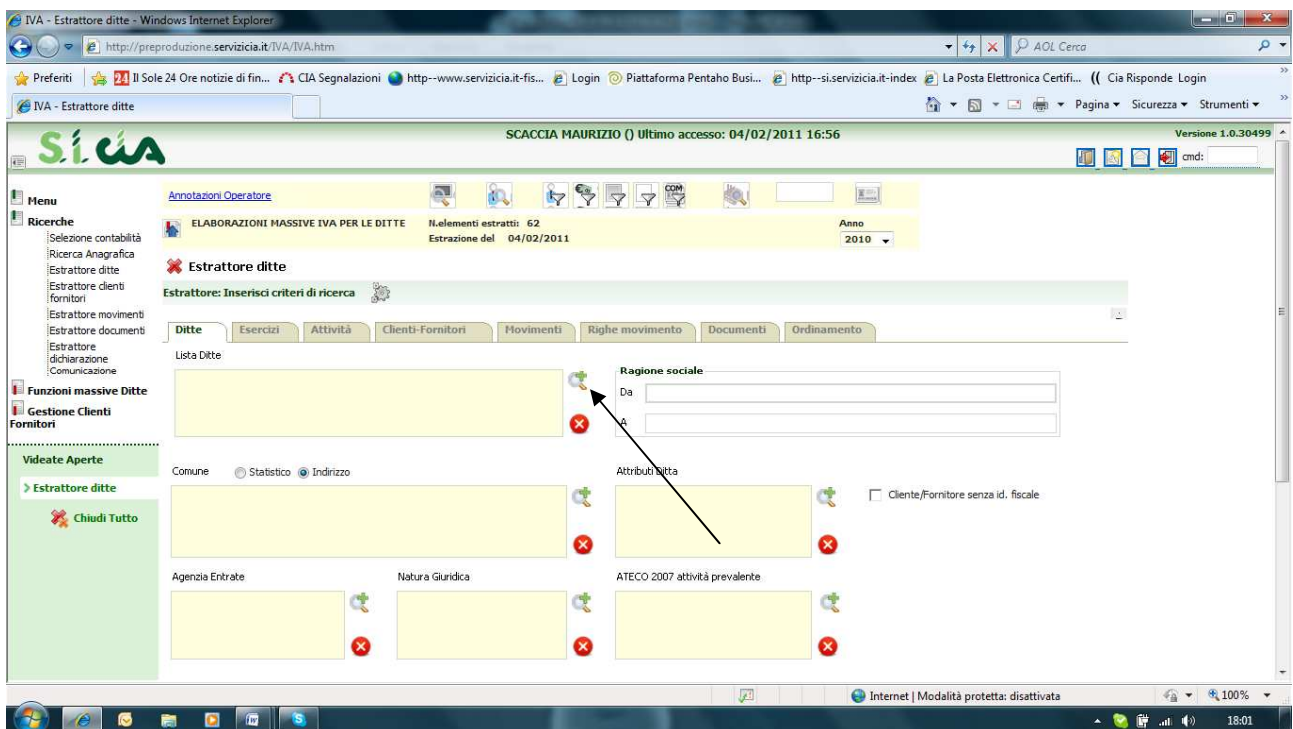 IVA - Estrattore ditte - Windows Internet Explorer
http://preproduzione.servizicia.it/IVA/IVA.htm
AOL Cerca
Preferiti
24 Il Sole 24 Ore notizie di fin... CIA Segnalazioni http--www.servizicia.it-fis... Login Piattaforma Pentaho Busi... http--si.servizicia.it-index La Posta Elettronica Certifi... Cia Risponde Login
IVA - Estrattore ditte
Pagina Sicurezza Strumenti
S.í. cia
SCACCIA MAURIZIO () Ultimo accesso: 04/02/2011 16:56
Versione 1.0.30499
cmd:
Menu
Ricerche
Selezione contabilità
Ricerca Anagrafica
Estrattore ditte
Estrattore clienti
fornitori
Estrattore movimenti
Estrattore documenti
Estrattore
dichiarazione
Comunicazione
Funzioni massive Ditte
Gestione Clienti
Fornitori
Videate Aperte
> Estrattore ditte
Chiudi Tutto
Annotazioni Operatore
COM
ELABORAZIONI MASSIVE IVA PER LE DITTE
N.elementi estratti: 62
Estrazione del 04/02/2011
Anno
2010
Estrattore ditte
Estrattore: Inserisci criteri di ricerca
Ditte Esercizi Attività Clienti-Fornitori Movimenti Righe movimento Documenti Ordinamento
Lista Ditte
Ragione sociale
Da
A
Comune Statistico Indirizzo
Attributi Ditta
Cliente/Fornitore senza id. fiscale
Agenzia Entrate
Natura Giuridica
ATECO 2007 attività prevalente
Internet | Modalità protetta: disattivata
100%
18:01